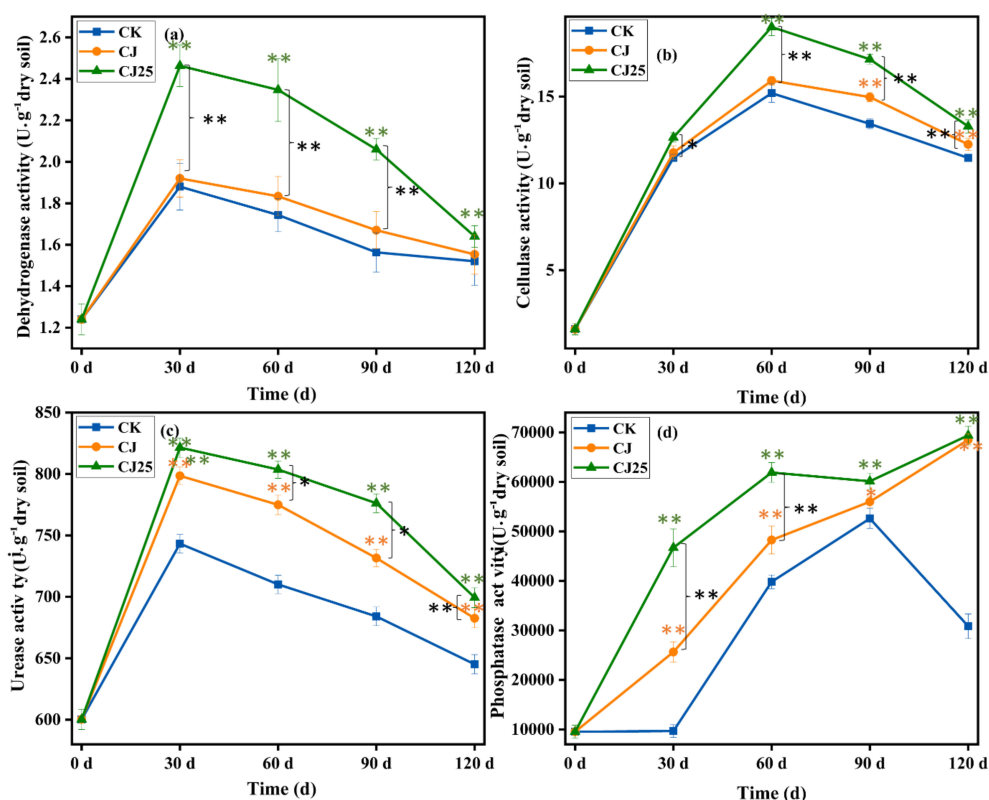 CK
CJ
CJ25
(a)
2.6
2.4
2.2
2.0
1.8
1.6
1.4
1.2
Dehydrogenase activity (U·g⁻¹dry soil)
**
**
**
**
**
**
**
0 d
30 d
60 d
90 d
120 d
Time (d)
CK
CJ
CJ25
(b)
15
10
5
Cellulase activity (U·g⁻¹dry soil)
*
**
**
**
**
**
**
**
**
0 d
30 d
60 d
90 d
120 d
Time (d)
CK
CJ
CJ25
(c)
850
800
750
700
650
600
Urease activ ty (U·g⁻¹dry soil)
**
**
**
**
**
*
**
**
*
**
**
**
0 d
30 d
60 d
90 d
120 d
Time (d)
CK
CJ
CJ25
(d)
70000
60000
50000
40000
30000
20000
10000
Phosphatase act vityi(U·g⁻¹dry soil)
**
**
**
**
**
**
**
*
**
**
0 d
30 d
60 d
90 d
120 d
Time (d)